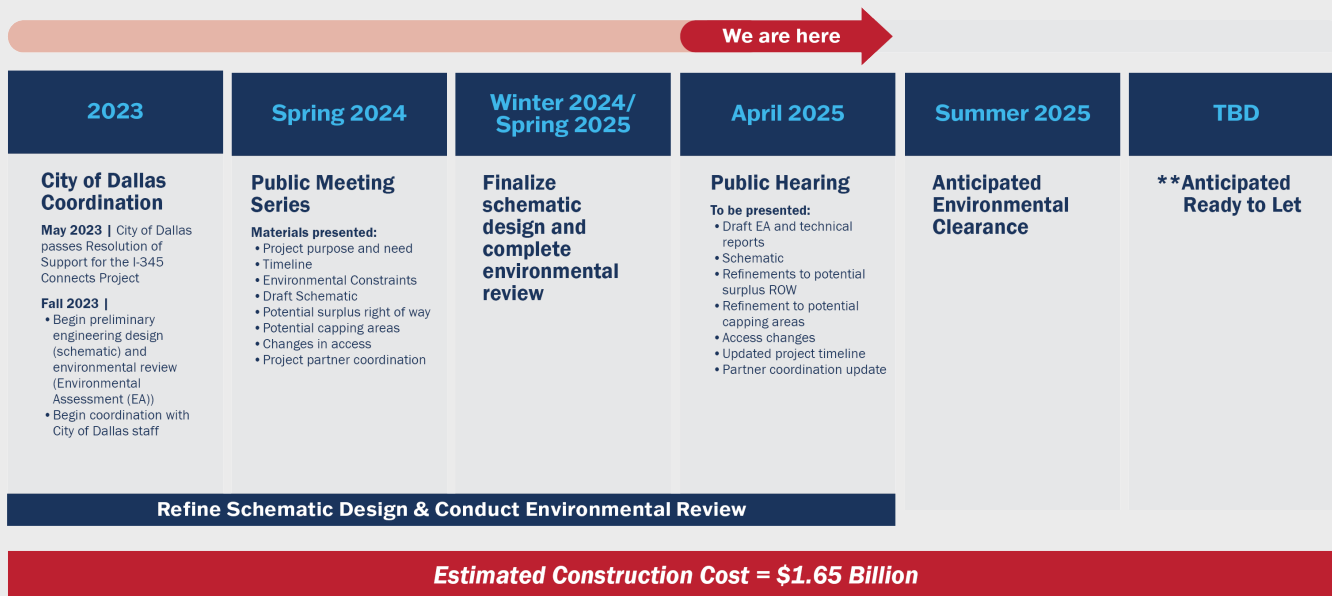 We are here
2023
City of Dallas
Coordination
May 2023 | City of Dallas
passes Resolution of
Support for the I-345
Connects Project
Fall 2023 |
• Begin preliminary
engineering design
(schematic) and
environmental review
(Environmental
Assessment (EA))
• Begin coordination with
City of Dallas staff
Spring 2024
Public Meeting
Series
Materials presented:
• Project purpose and need
• Timeline
• Environmental Constraints
• Draft Schematic
• Potential surplus right of way
• Potential capping areas
• Changes in access
• Project partner coordination
Winter 2024/
Spring 2025
Finalize
schematic
design and
complete
environmental
review
April 2025
Public Hearing
To be presented:
• Draft EA and technical
reports
• Schematic
• Refinements to potential
surplus ROW
• Refinement to potential
capping areas
• Access changes
• Updated project timeline
• Partner coordination update
Summer 2025
Anticipated
Environmental
Clearance
TBD
**Anticipated
Ready to Let
Refine Schematic Design & Conduct Environmental Review
Estimated Construction Cost = $1.65 Billion